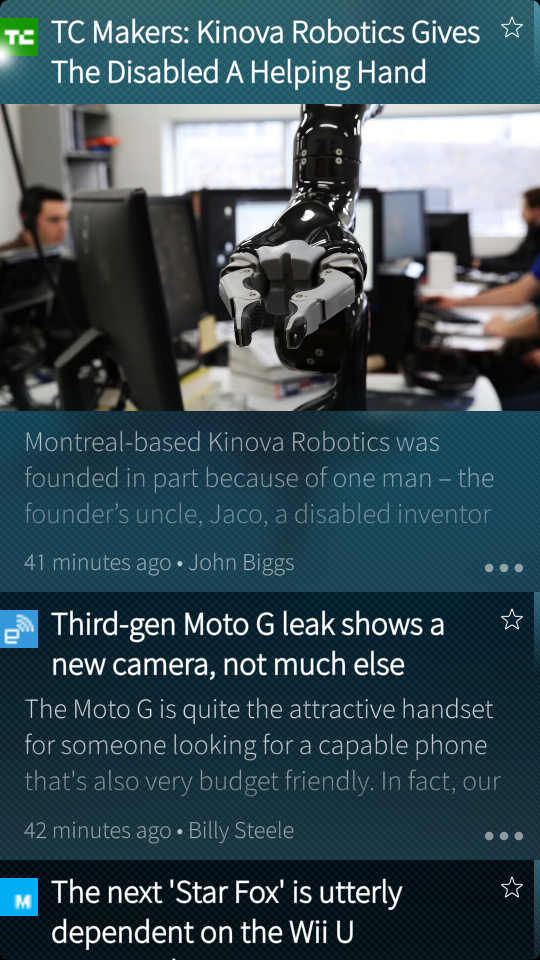 TC
TC Makers: Kinova Robotics Gives
The Disabled A Helping Hand
Montreal-based Kinova Robotics was
founded in part because of one man – the
founder’s uncle, Jaco, a disabled inventor
41 minutes ago • John Biggs
e
Third-gen Moto G leak shows a
new camera, not much else
The Moto G is quite the attractive handset
for someone looking for a capable phone
that's also very budget friendly. In fact, our
42 minutes ago • Billy Steele
M
The next 'Star Fox' is utterly
dependent on the Wii U